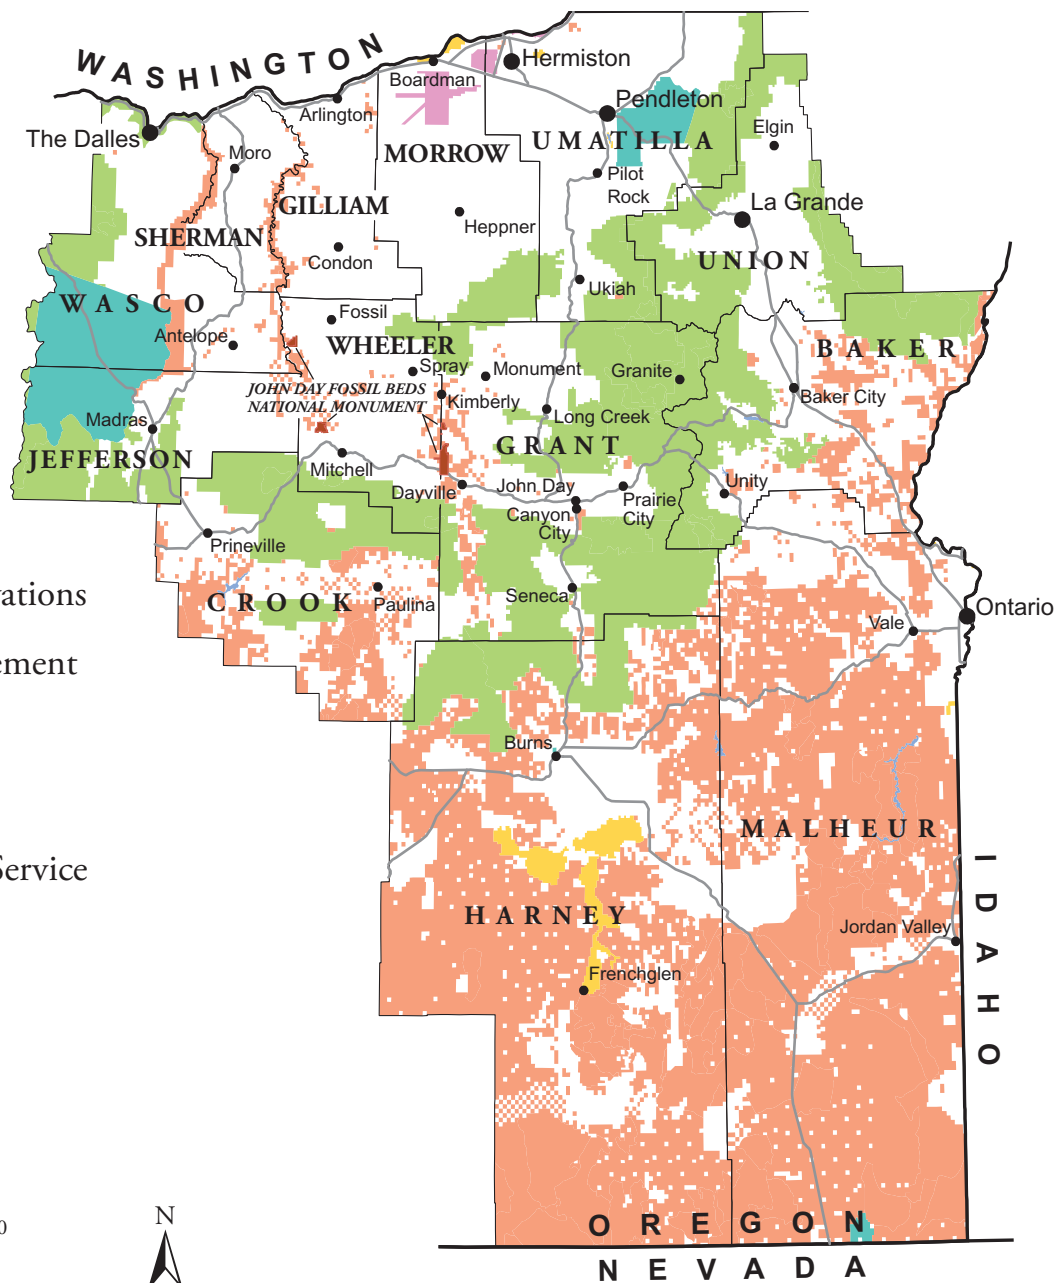 WASHINGTON
Hermiston
Boardman
Arlington
Pendleton
The Dalles
UMATILLA
Elgin
MORROW
Moro
Pilot
Rock
La Grande
GILLIAM
Heppner
SHERMAN
Condon
UNION
Ukiah
WASCO
Fossil
Antelope
WHEELER
BAKER
Spray
Monument
Granite
JOHN DAY FOSSIL BEDS
NATIONAL MONUMENT
Kimberly
Baker City
Long Creek
Madras
GRANT
JEFFERSON
Mitchell
Dayville
John Day
Canyon
City
Prairie
City
Unity
Prineville
CROOK
Paulina
Seneca
Ontario
Vale
ement
Burns
MALHEUR
Service
HARNEY
IDAHO
Jordan Valley
Frenchglen
N
OREGON
NEVADA